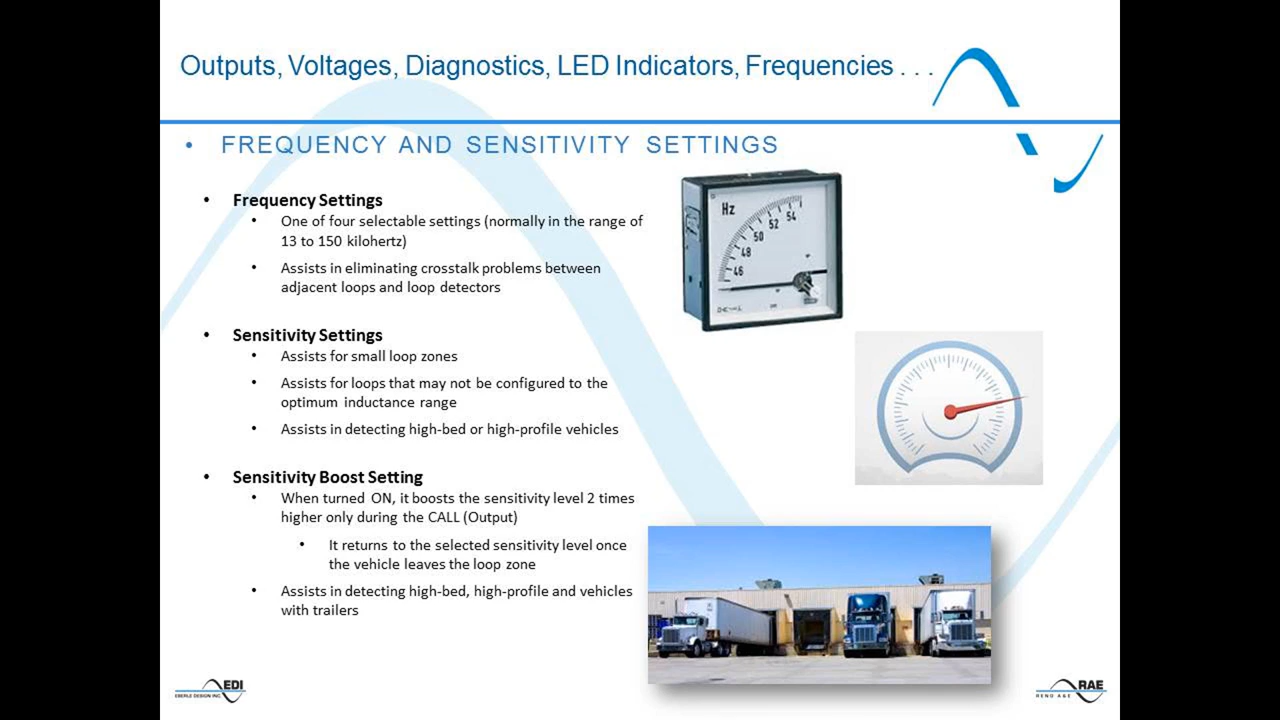 Outputs, Voltages, Diagnostics, LED Indicators, Frequencies . . .
• FREQUENCY AND SENSITIVITY SETTINGS
• Frequency Settings
• One of four selectable settings (normally in the range of
13 to 150 kilohertz)
• Assists in eliminating crosstalk problems between
adjacent loops and loop detectors
• Sensitivity Settings
• Assists for small loop zones
• Assists for loops that may not be configured to the
optimum inductance range
• Assists in detecting high-bed or high-profile vehicles
• Sensitivity Boost Setting
• When turned ON, it boosts the sensitivity level 2 times
higher only during the CALL (Output)
• It returns to the selected sensitivity level once
the vehicle leaves the loop zone
• Assists in detecting high-bed, high-profile and vehicles
with trailers
Hz
46
48
50
52
54
EDI
EBERLE DESIGN INC.
RAE
RENO A&E